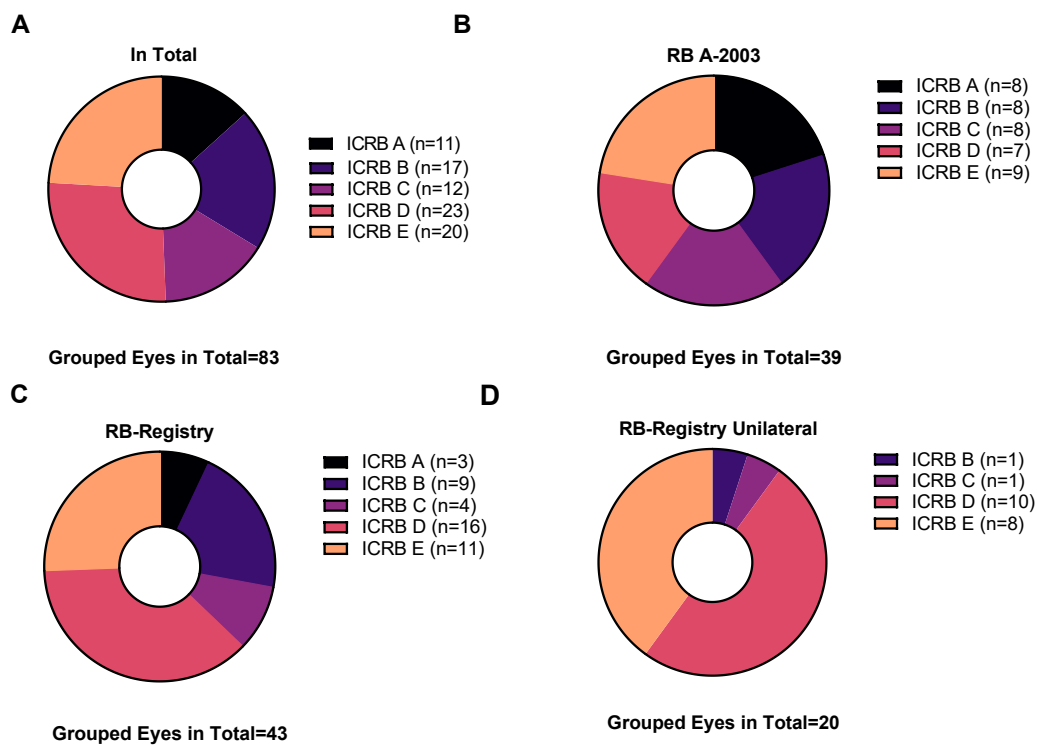 A
In Total
ICRB A (n=11)
ICRB B (n=17)
ICRB C (n=12)
ICRB D (n=23)
ICRB E (n=20)
Grouped Eyes in Total=83
B
RB A-2003
ICRB A (n=8)
ICRB B (n=8)
ICRB C (n=8)
ICRB D (n=7)
ICRB E (n=9)
Grouped Eyes in Total=39
C
RB-Registry
ICRB A (n=3)
ICRB B (n=9)
ICRB C (n=4)
ICRB D (n=16)
ICRB E (n=11)
Grouped Eyes in Total=43
D
RB-Registry Unilateral
ICRB B (n=1)
ICRB C (n=1)
ICRB D (n=10)
ICRB E (n=8)
Grouped Eyes in Total=20